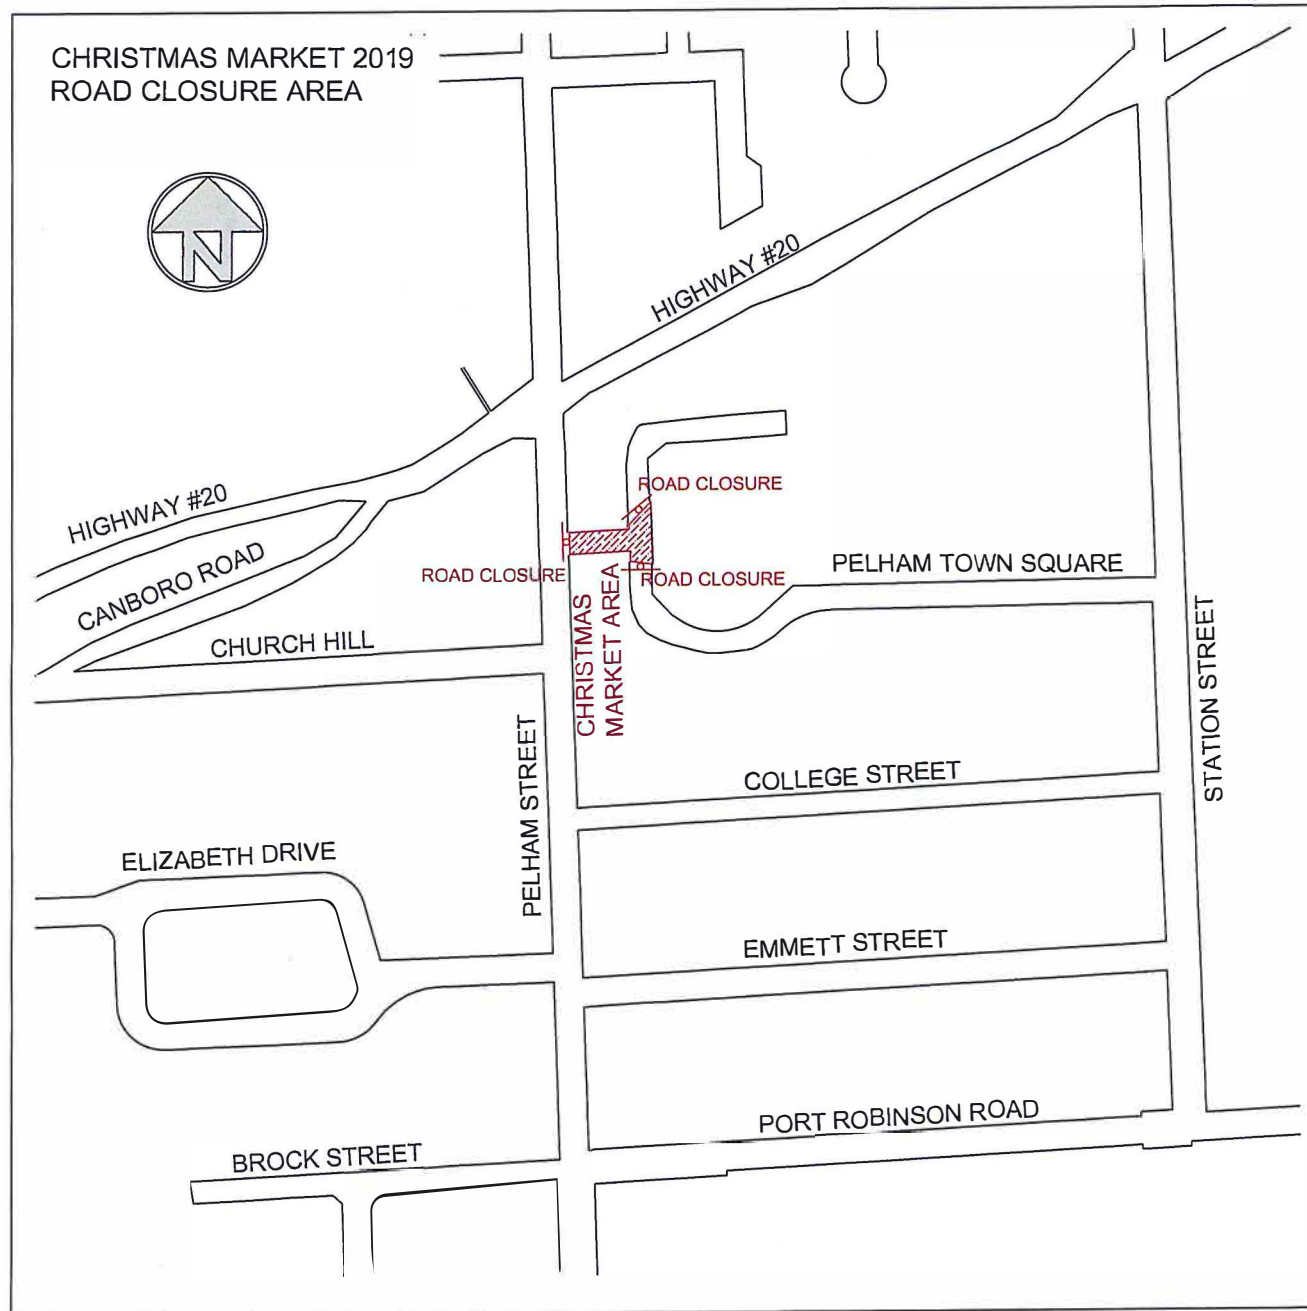 CHRISTMAS MARKET 2019
ROAD CLOSURE AREA
N
HIGHWAY #20
HIGHWAY #20
CANBORO ROAD
CHURCH HILL
ROAD CLOSURE
ROAD CLOSURE
ROAD CLOSURE
CHRISTMAS
MARKET AREA
PELHAM TOWN SQUARE
STATION STREET
PELHAM STREET
COLLEGE STREET
ELIZABETH DRIVE
EMMETT STREET
PORT ROBINSON ROAD
BROCK STREET